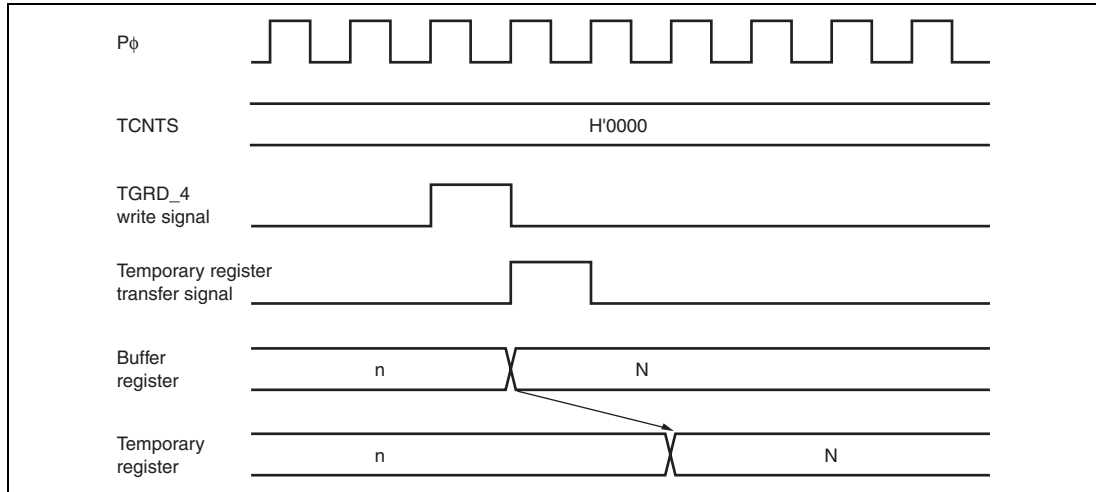 Pϕ
TCNTS
H'0000
TGRD_4
write signal
Temporary register
transfer signal
Buffer
register
n
N
Temporary
register
n
N